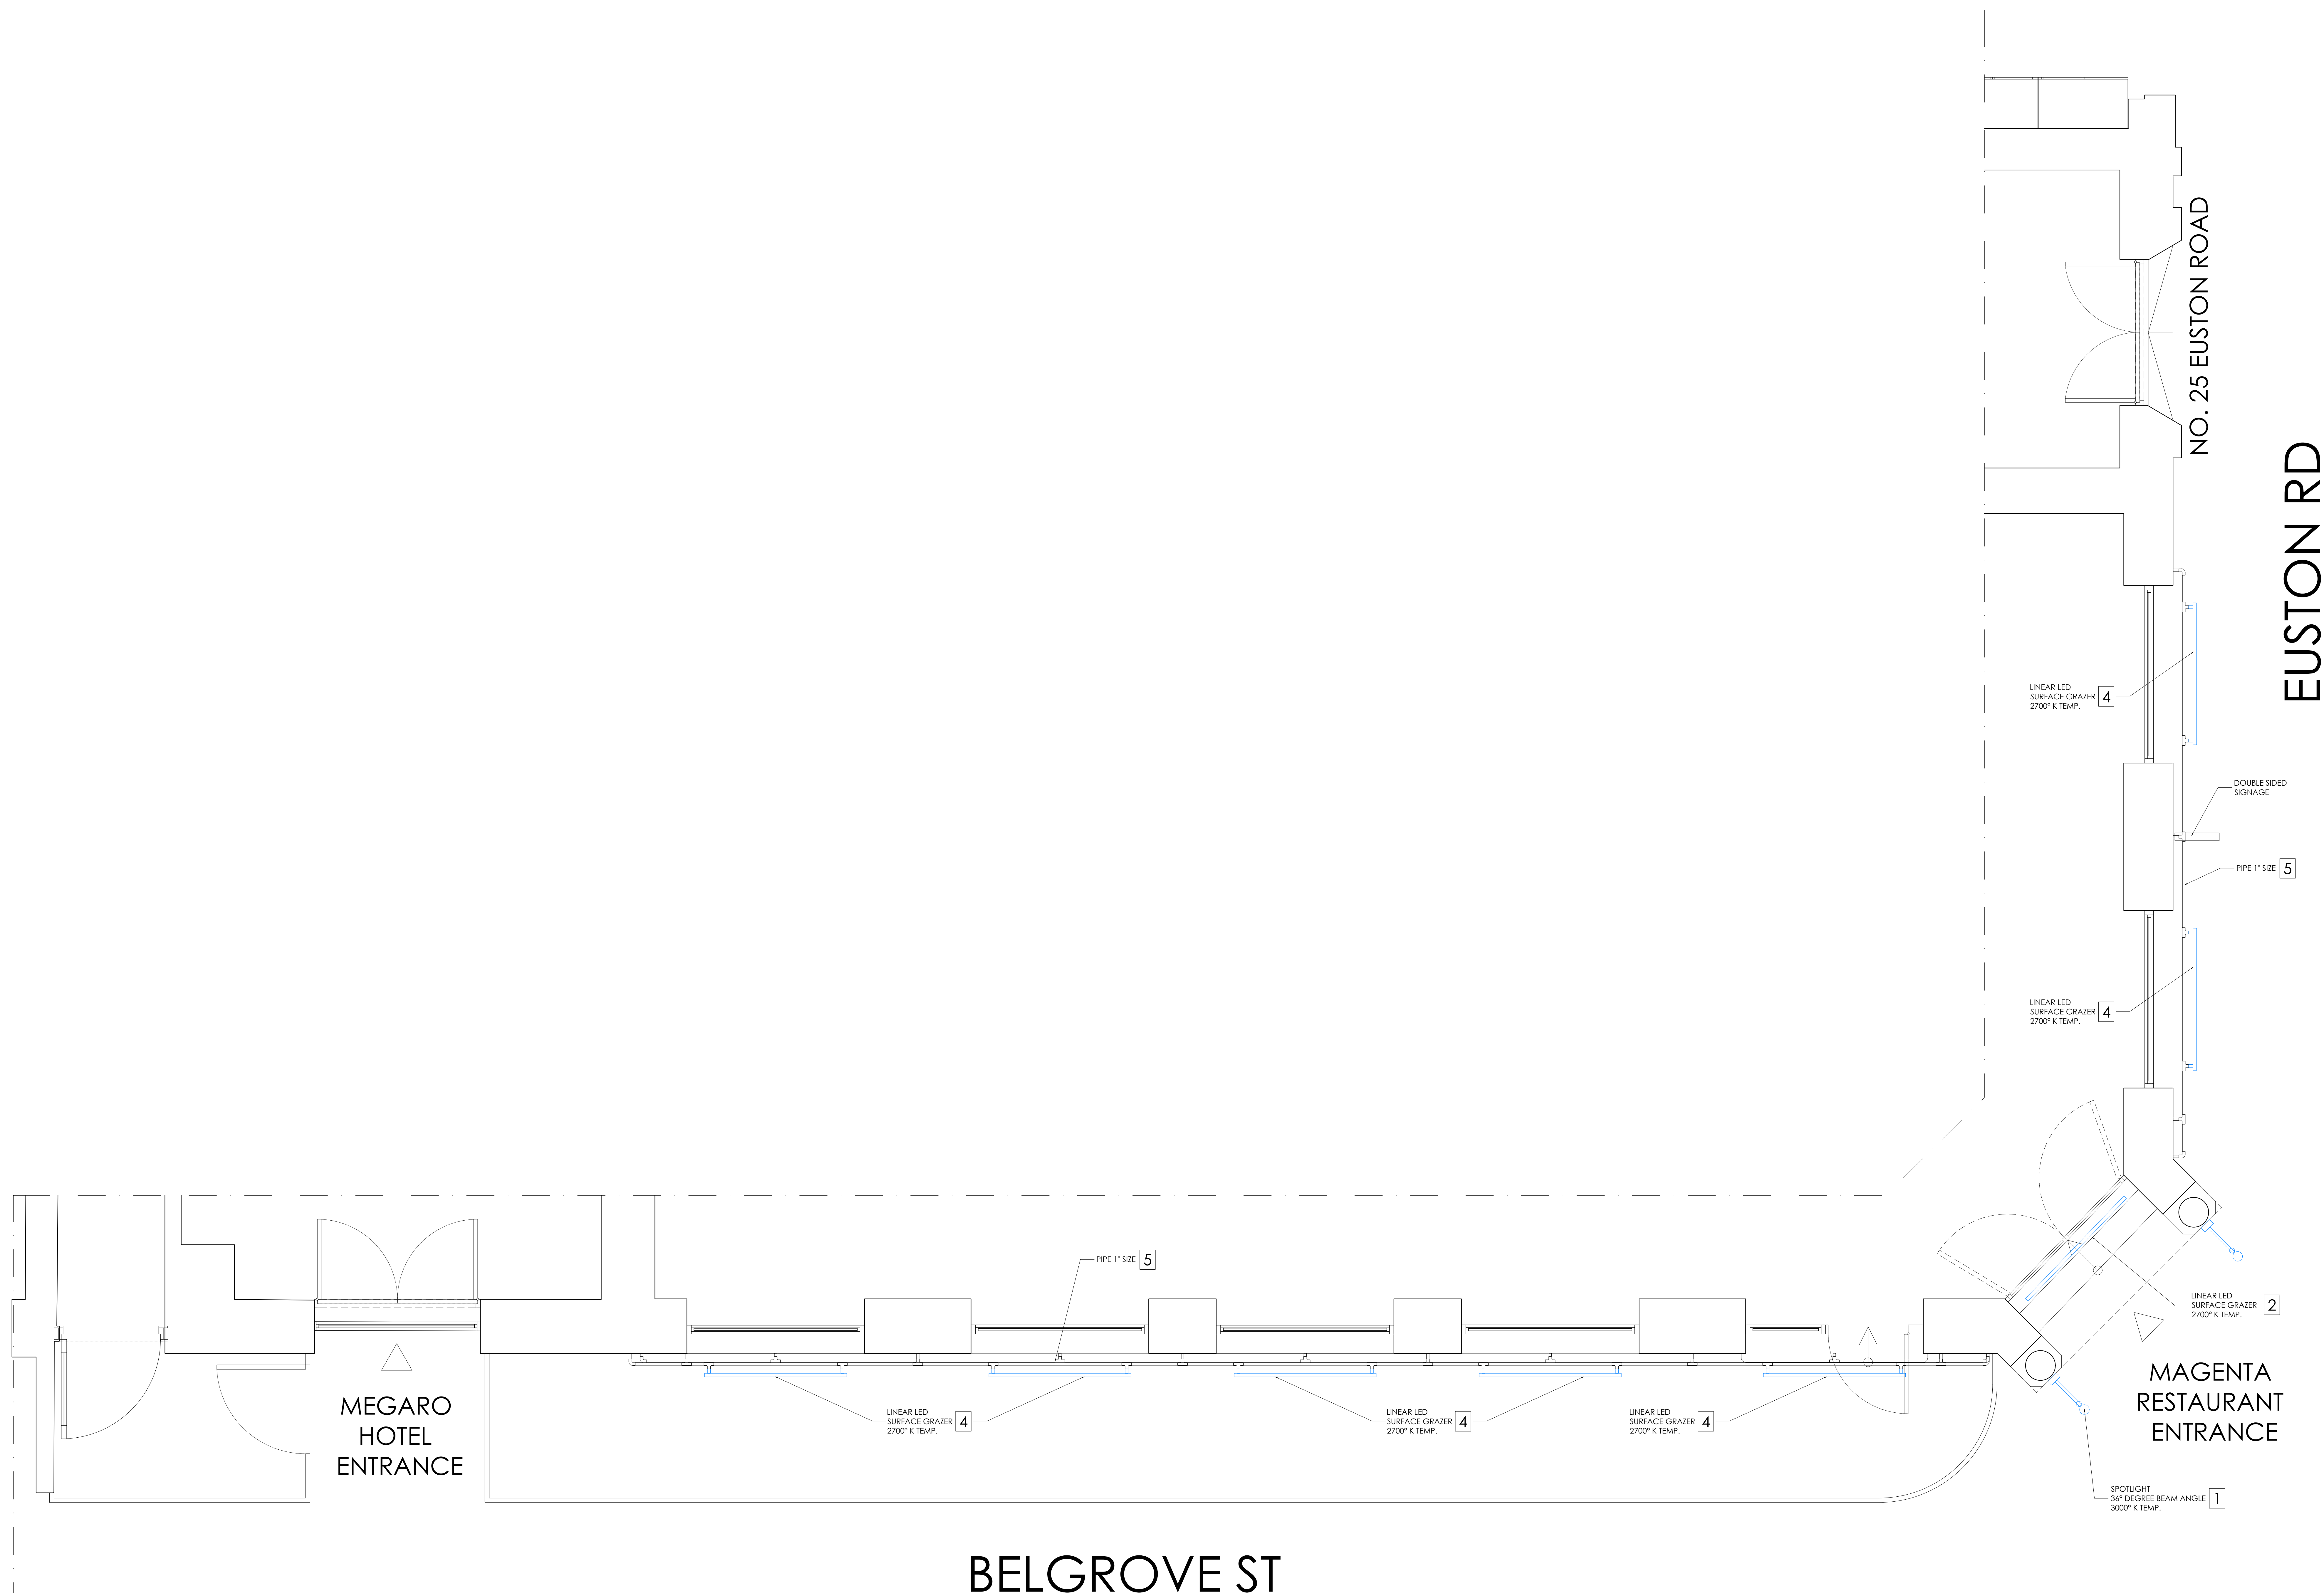 NO. 25 EUSTON ROAD
EUSTON RD
LINEAR LED
SURFACE GRAZER 4
2700° K TEMP.
DOUBLE SIDED
SIGNAGE
PIPE 1" SIZE 5
LINEAR LED
SURFACE GRAZER 4
2700° K TEMP.
PIPE 1" SIZE 5
LINEAR LED
SURFACE GRAZER 2
2700° K TEMP.
MAGENTA
RESTAURANT
ENTRANCE
MEGARO
HOTEL
ENTRANCE
LINEAR LED
SURFACE GRAZER 4
2700° K TEMP.
LINEAR LED
SURFACE GRAZER 4
2700° K TEMP.
LINEAR LED
SURFACE GRAZER 4
2700° K TEMP.
SPOTLIGHT
36° DEGREE BEAM ANGLE 1
3000° K TEMP.
BELGROVE ST